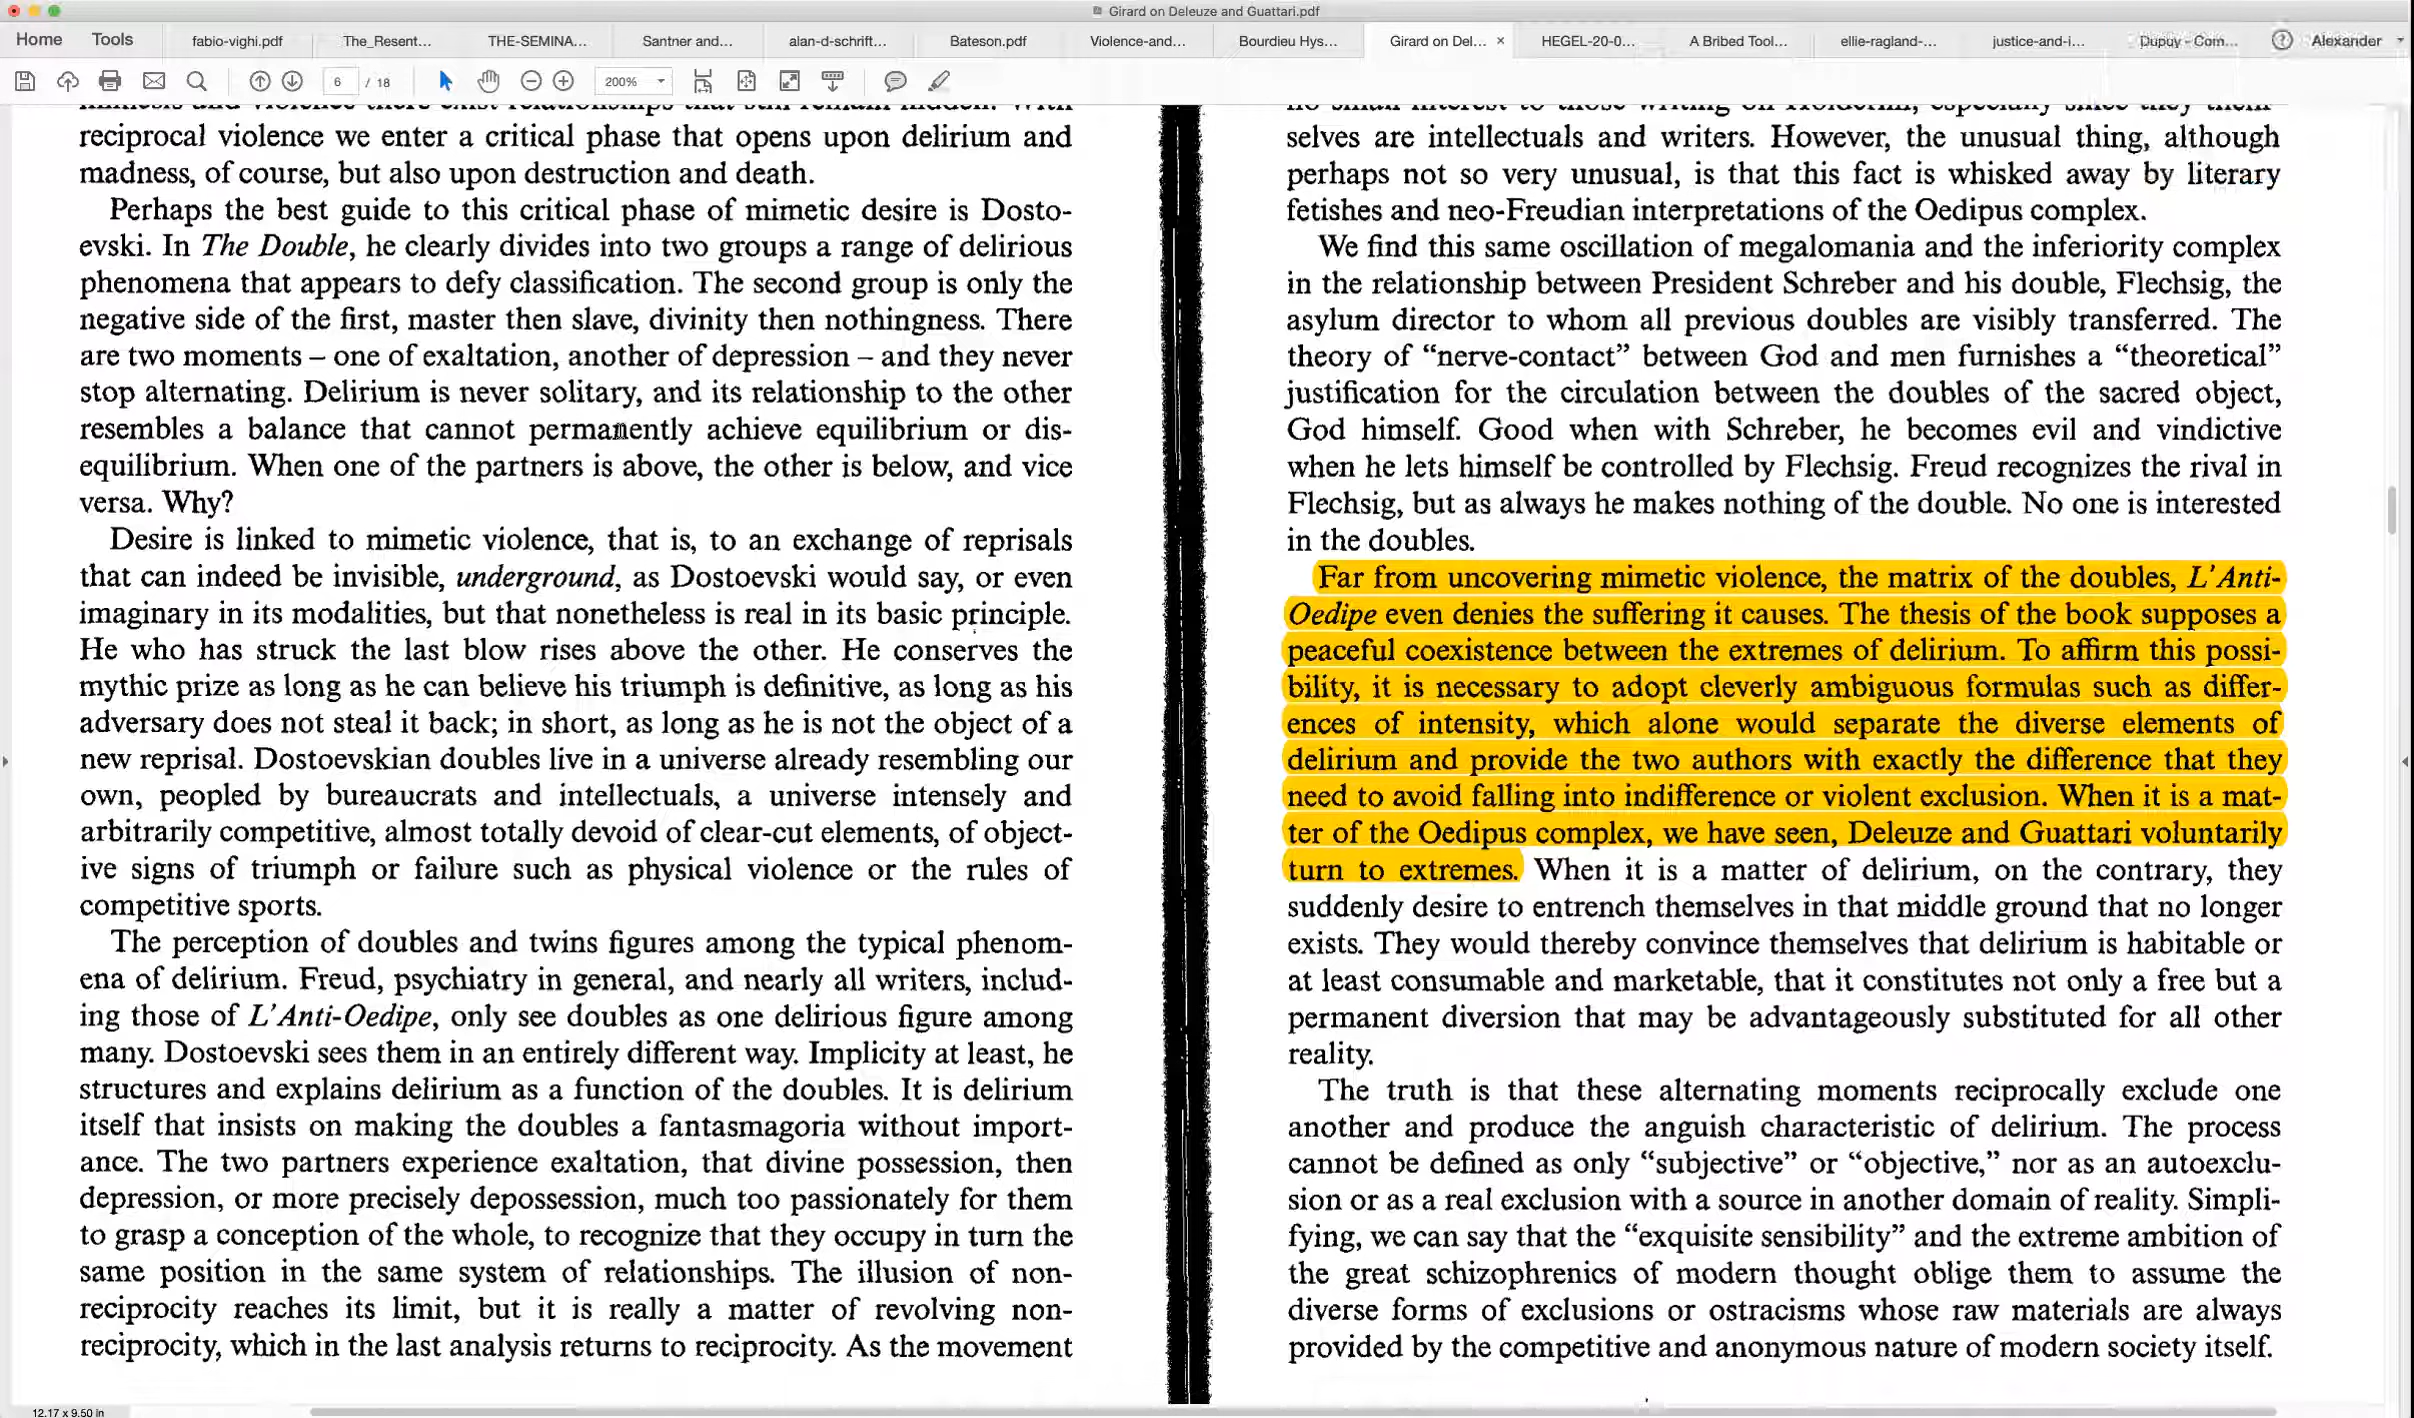 Girard on Deleuze and Guattari.pdf
Home
Tools
fabio-vighi.pdf
The_Resent...
THE-SEMINA...
Santner and...
alan-d-schrift...
Bateson.pdf
Violence-and...
Bourdieu Hys...
Girard on Del...
HEGEL-20-0...
A Bribed Tool...
ellie-ragland-...
justice-and-i...
Dupuy - Com...
Alexander
6 / 18
200%
reciprocal violence we enter a critical phase that opens upon delirium and
madness, of course, but also upon destruction and death.
Perhaps the best guide to this critical phase of mimetic desire is Dosto-
evski. In The Double, he clearly divides into two groups a range of delirious
phenomena that appears to defy classification. The second group is only the
negative side of the first, master then slave, divinity then nothingness. There
are two moments – one of exaltation, another of depression – and they never
stop alternating. Delirium is never solitary, and its relationship to the other
resembles a balance that cannot permanently achieve equilibrium or dis-
equilibrium. When one of the partners is above, the other is below, and vice
versa. Why?
Desire is linked to mimetic violence, that is, to an exchange of reprisals
that can indeed be invisible, underground, as Dostoevski would say, or even
imaginary in its modalities, but that nonetheless is real in its basic principle.
He who has struck the last blow rises above the other. He conserves the
mythic prize as long as he can believe his triumph is definitive, as long as his
adversary does not steal it back; in short, as long as he is not the object of a
new reprisal. Dostoevskian doubles live in a universe already resembling our
own, peopled by bureaucrats and intellectuals, a universe intensely and
arbitrarily competitive, almost totally devoid of clear-cut elements, of object-
ive signs of triumph or failure such as physical violence or the rules of
competitive sports.
The perception of doubles and twins figures among the typical phenom-
ena of delirium. Freud, psychiatry in general, and nearly all writers, includ-
ing those of L'Anti-Oedipe, only see doubles as one delirious figure among
many. Dostoevski sees them in an entirely different way. Implicity at least, he
structures and explains delirium as a function of the doubles. It is delirium
itself that insists on making the doubles a fantasmagoria without import-
ance. The two partners experience exaltation, that divine possession, then
depression, or more precisely depossession, much too passionately for them
to grasp a conception of the whole, to recognize that they occupy in turn the
same position in the same system of relationships. The illusion of non-
reciprocity reaches its limit, but it is really a matter of revolving non-
reciprocity, which in the last analysis returns to reciprocity. As the movement
selves are intellectuals and writers. However, the unusual thing, although
perhaps not so very unusual, is that this fact is whisked away by literary
fetishes and neo-Freudian interpretations of the Oedipus complex.
We find this same oscillation of megalomania and the inferiority complex
in the relationship between President Schreber and his double, Flechsig, the
asylum director to whom all previous doubles are visibly transferred. The
theory of “nerve-contact” between God and men furnishes a “theoretical”
justification for the circulation between the doubles of the sacred object,
God himself. Good when with Schreber, he becomes evil and vindictive
when he lets himself be controlled by Flechsig. Freud recognizes the rival in
Flechsig, but as always he makes nothing of the double. No one is interested
in the doubles.
Far from uncovering mimetic violence, the matrix of the doubles, L'Anti-
Oedipe even denies the suffering it causes. The thesis of the book supposes a
peaceful coexistence between the extremes of delirium. To affirm this possi-
bility, it is necessary to adopt cleverly ambiguous formulas such as differ-
ences of intensity, which alone would separate the diverse elements of
delirium and provide the two authors with exactly the difference that they
need to avoid falling into indifference or violent exclusion. When it is a mat-
ter of the Oedipus complex, we have seen, Deleuze and Guattari voluntarily
turn to extremes. When it is a matter of delirium, on the contrary, they
suddenly desire to entrench themselves in that middle ground that no longer
exists. They would thereby convince themselves that delirium is habitable or
at least consumable and marketable, that it constitutes not only a free but a
permanent diversion that may be advantageously substituted for all other
reality.
The truth is that these alternating moments reciprocally exclude one
another and produce the anguish characteristic of delirium. The process
cannot be defined as only “subjective” or “objective,” nor as an autoexclu-
sion or as a real exclusion with a source in another domain of reality. Simpli-
fying, we can say that the “exquisite sensibility” and the extreme ambition of
the great schizophrenics of modern thought oblige them to assume the
diverse forms of exclusions or ostracisms whose raw materials are always
provided by the competitive and anonymous nature of modern society itself.
12.17 x 9.50 in